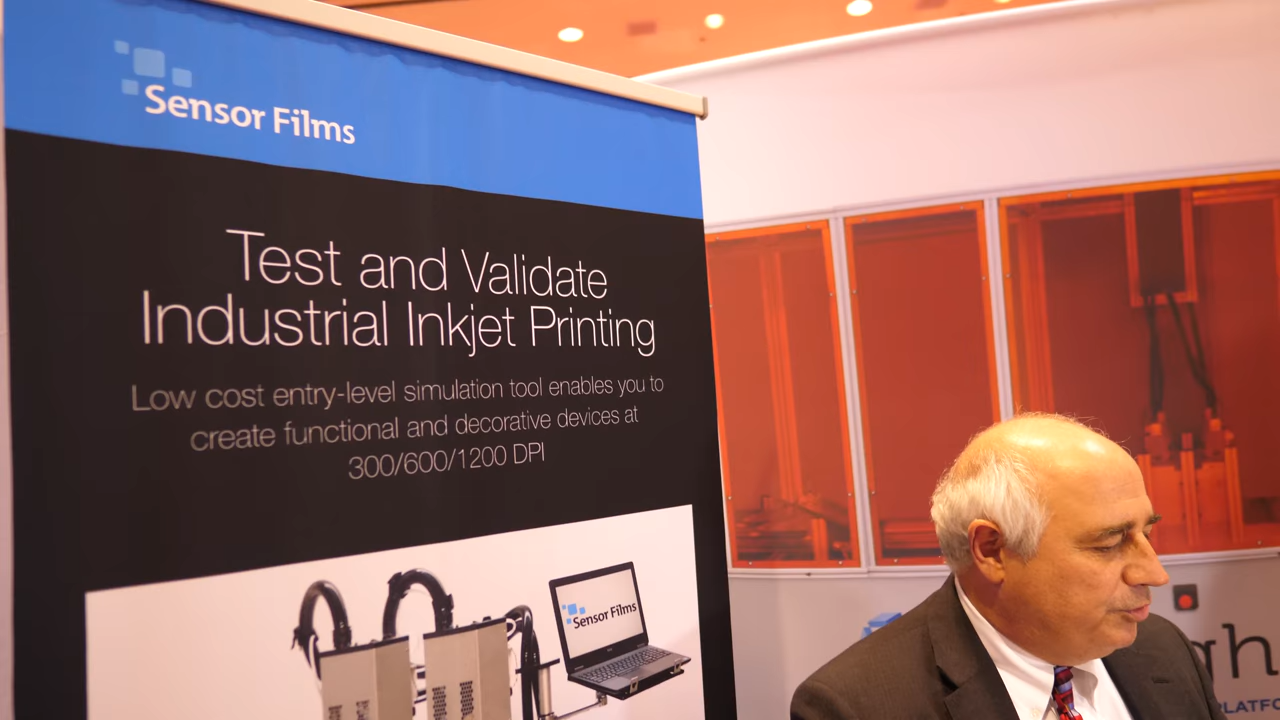 Sensor Films
Test and Validate
Industrial Inkjet Printing
Low cost entry-level simulation tool enables you to
create functional and decorative devices at
300/600/1200 DPI
Sensor Films